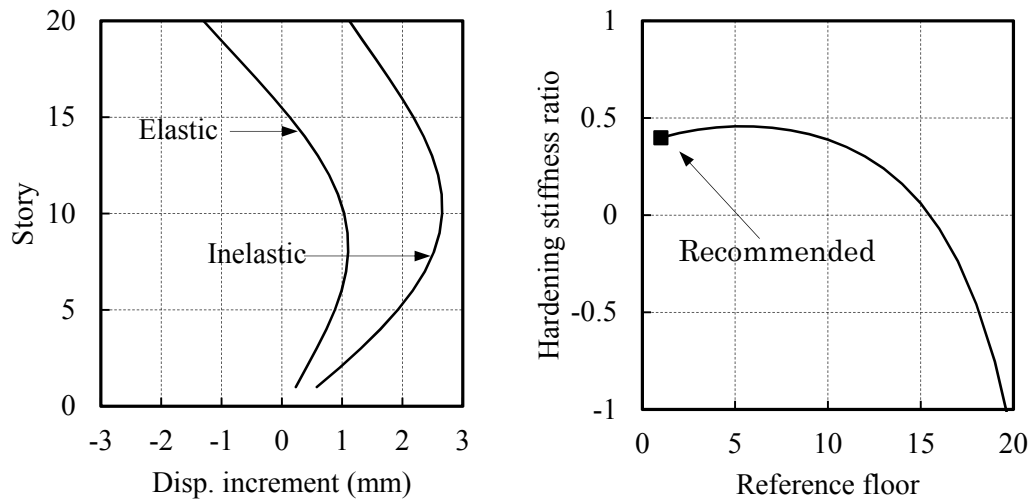 20
15
10
5
0
Story
Elastic
Inelastic
-3 -2 -1 0 1 2 3
Disp. increment (mm)
1
0.5
0
-0.5
-1
Hardening stiffness ratio
Recommended
0 5 10 15 20
Reference floor